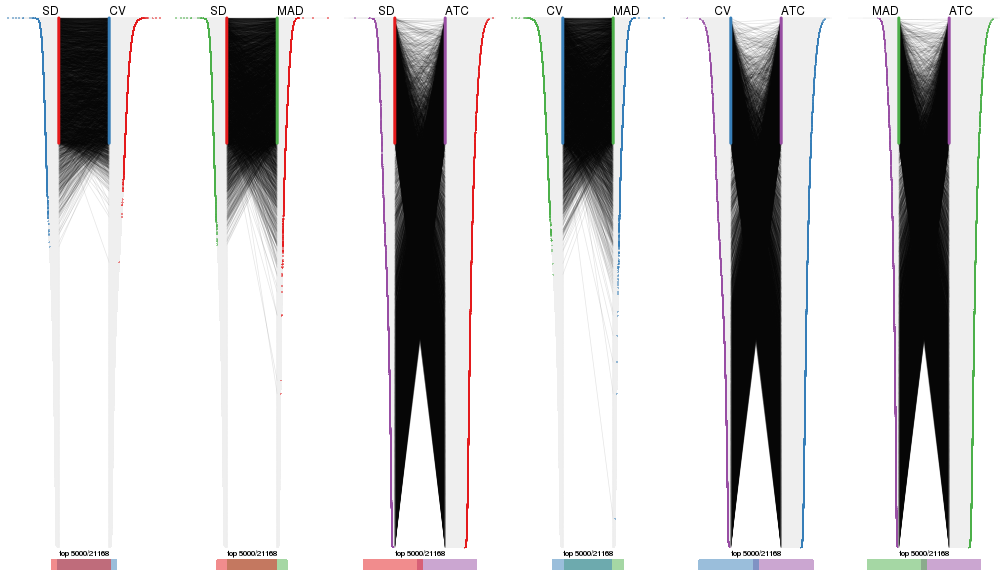 SD CV
SD MAD
SD ATC
CV MAD
CV ATC
MAD ATC
top 5000/21168
top 5000/21168
top 5000/21168
top 5000/21168
top 5000/21168
top 5000/21168